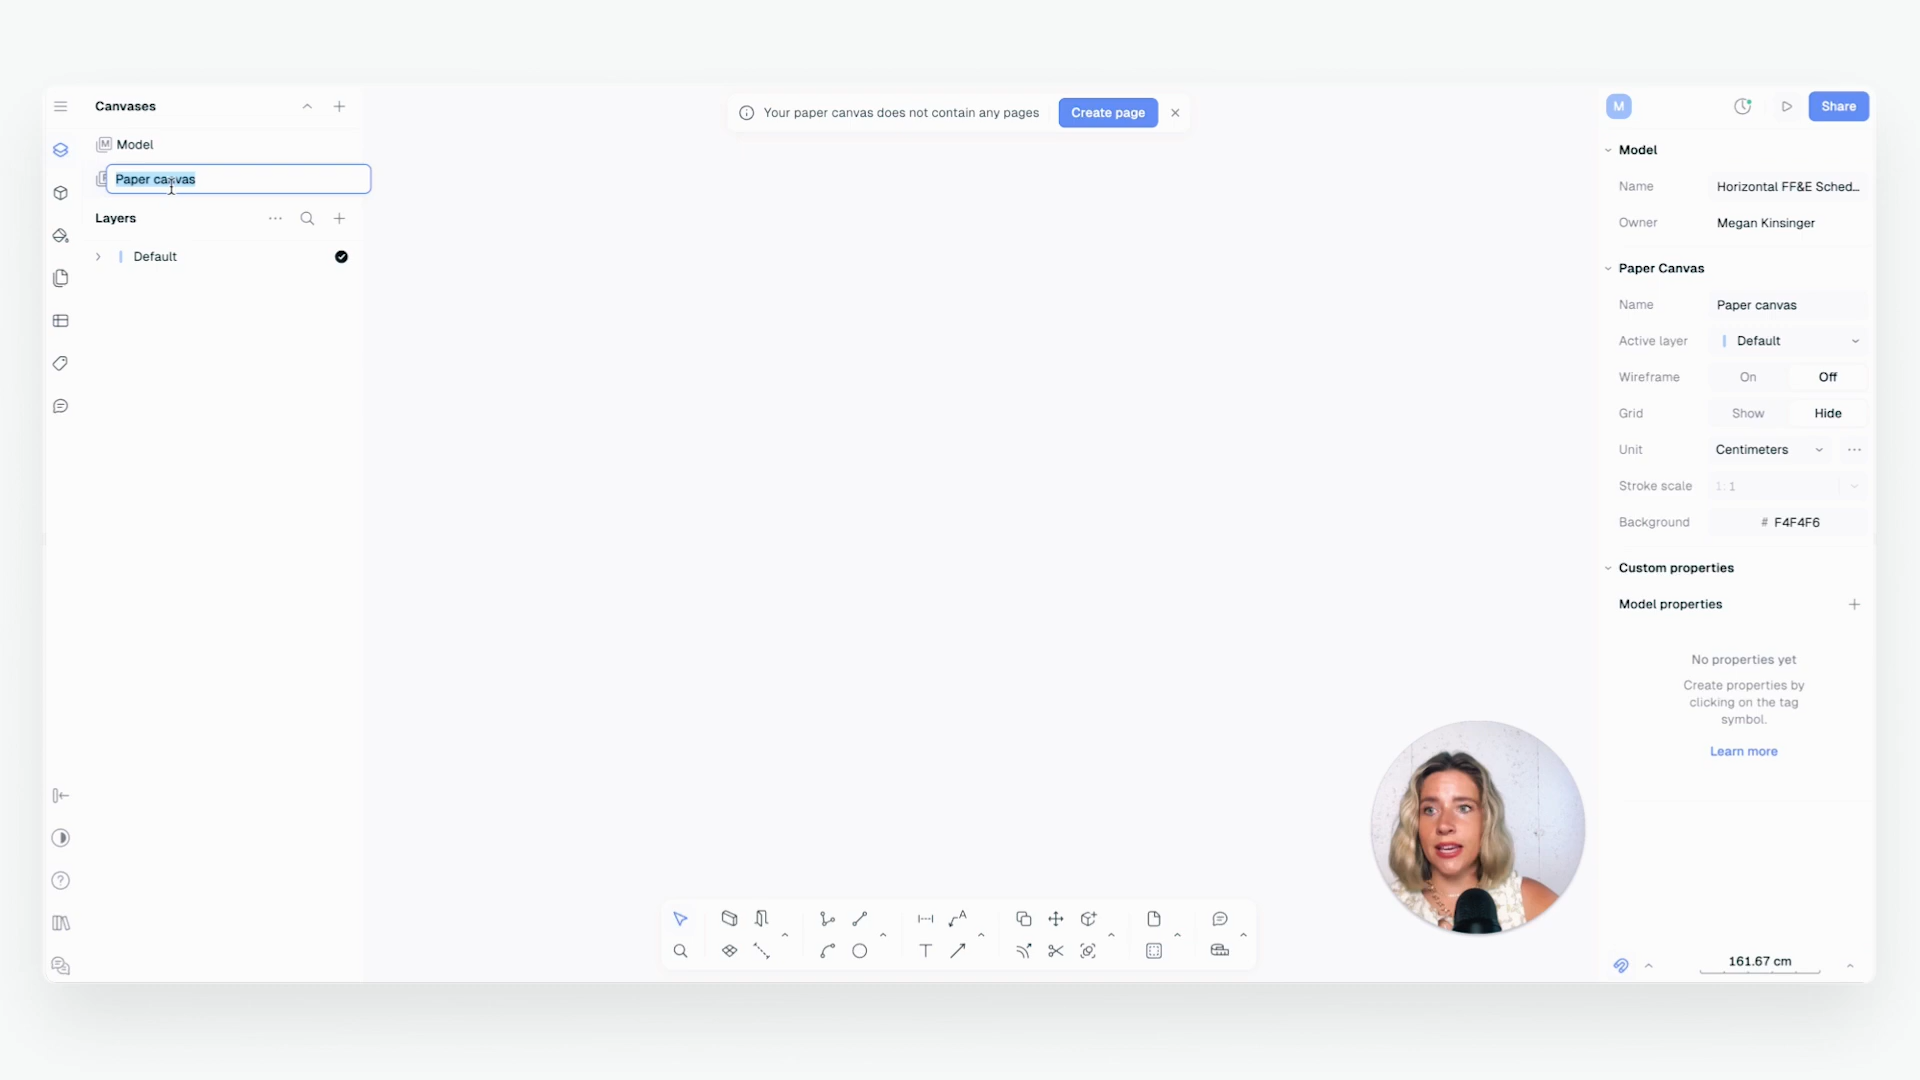 Canvases
Model
Paper canvas
Layers
Default
Your paper canvas does not contain any pages
Create page
M
Share
Model
Name
Horizontal FF&E Sched...
Owner
Megan Kinsinger
Paper Canvas
Name
Paper canvas
Active layer
Default
Wireframe
On
Off
Grid
Show
Hide
Unit
Centimeters
Stroke scale
1: 1
Background
# F4F4F6
Custom properties
Model properties
No properties yet
Create properties by
clicking on the tag
symbol.
Learn more
161.67 cm